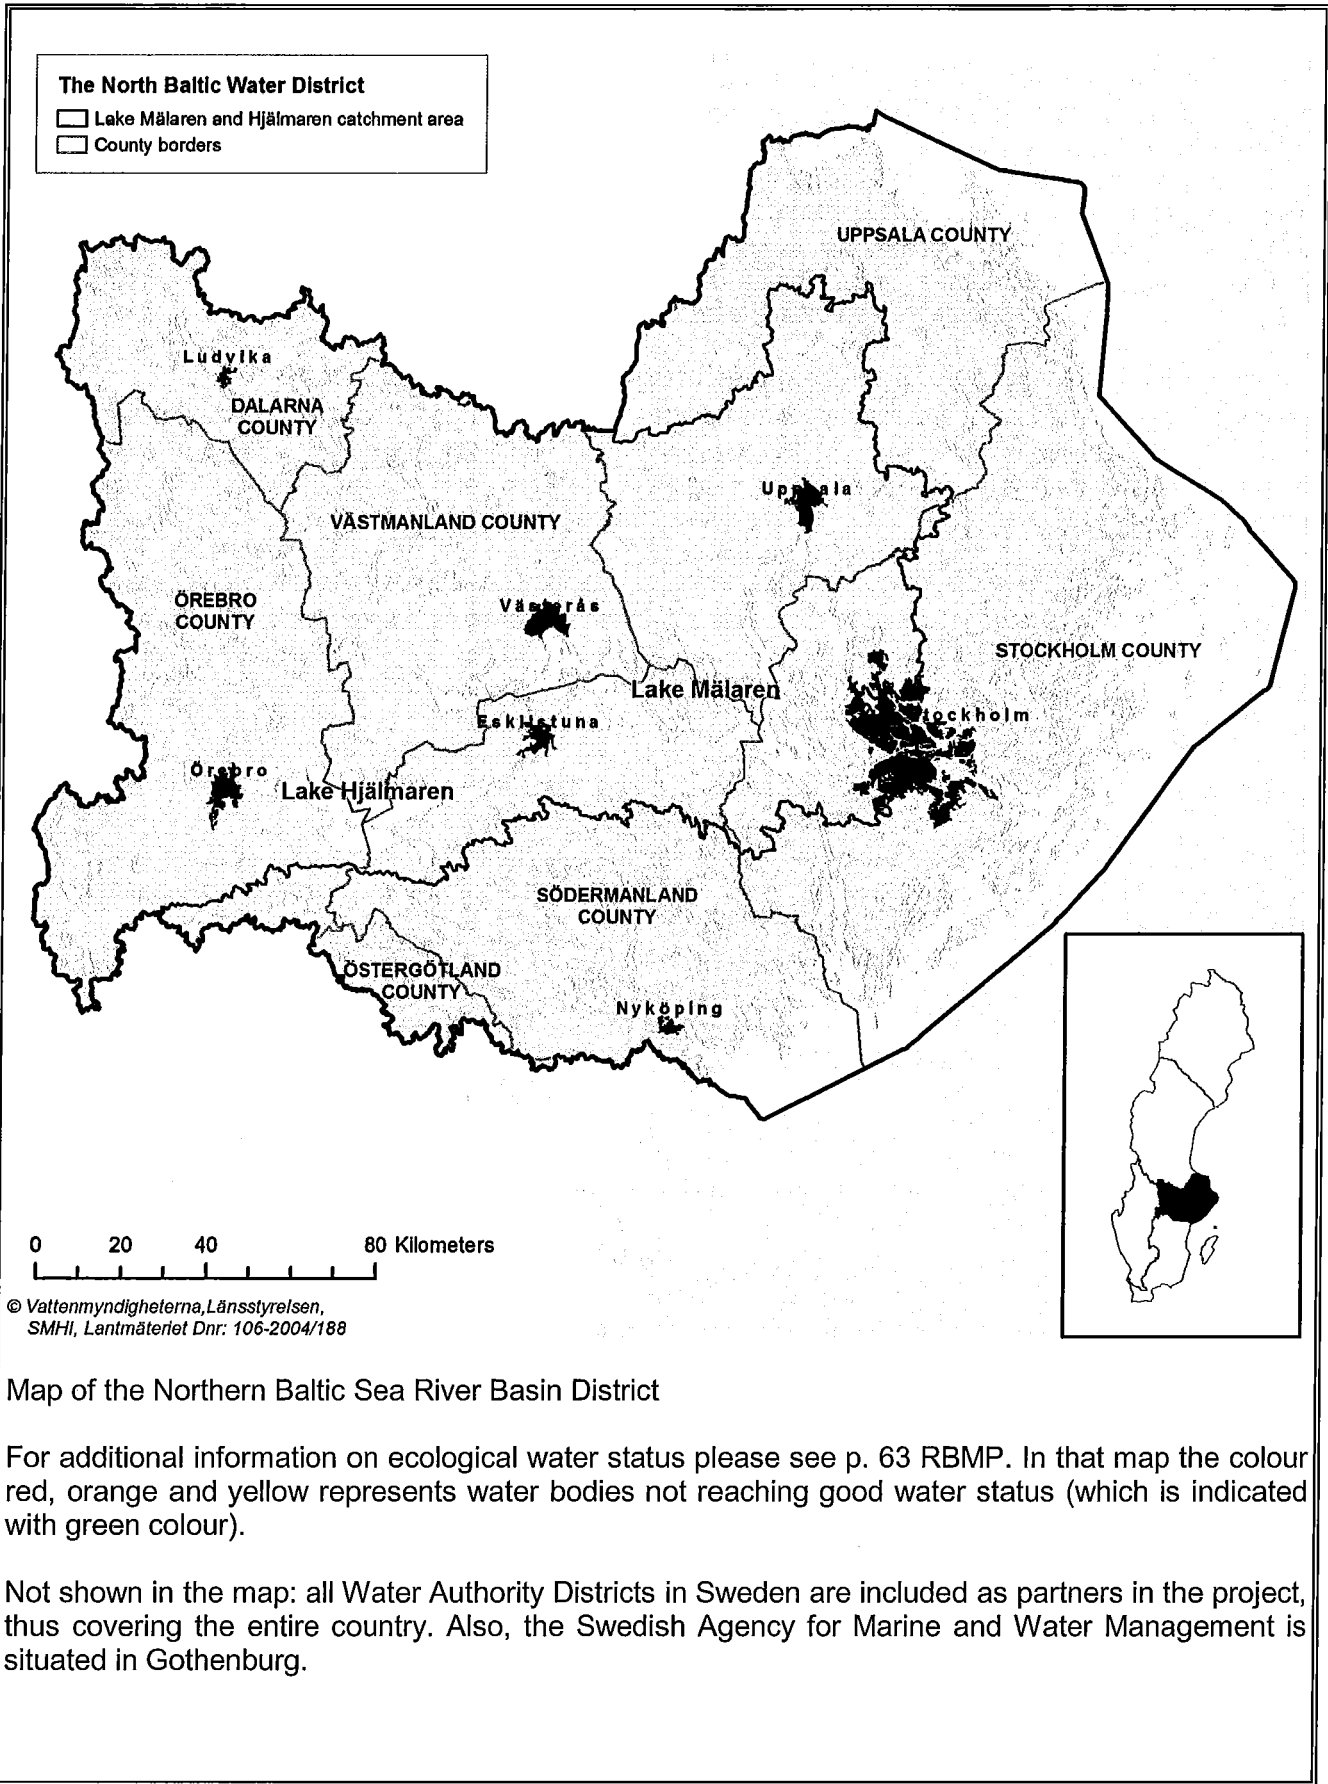 The North Baltic Water District
Lake Mälaren and Hjälmaren catchment area
County borders
UPPSALA COUNTY
Ludvika
DALARNA
COUNTY
Uppsala
VÄSTMANLAND COUNTY
ÖREBRO
COUNTY
Västerås
STOCKHOLM COUNTY
Lake Mälaren
Eskilstuna
Stockholm
Örebro
Lake Hjälmaren
SÖDERMANLAND
COUNTY
ÖSTERGÖTLAND
COUNTY
Nyköping
0 20 40 80 Kilometers
© Vattenmyndigheterna,Länsstyrelsen,
SMHI, Lantmäteriet Dnr: 106-2004/188
Map of the Northern Baltic Sea River Basin District
For additional information on ecological water status please see p. 63 RBMP. In that map the colour
red, orange and yellow represents water bodies not reaching good water status (which is indicated
with green colour).
Not shown in the map: all Water Authority Districts in Sweden are included as partners in the project,
thus covering the entire country. Also, the Swedish Agency for Marine and Water Management is
situated in Gothenburg.